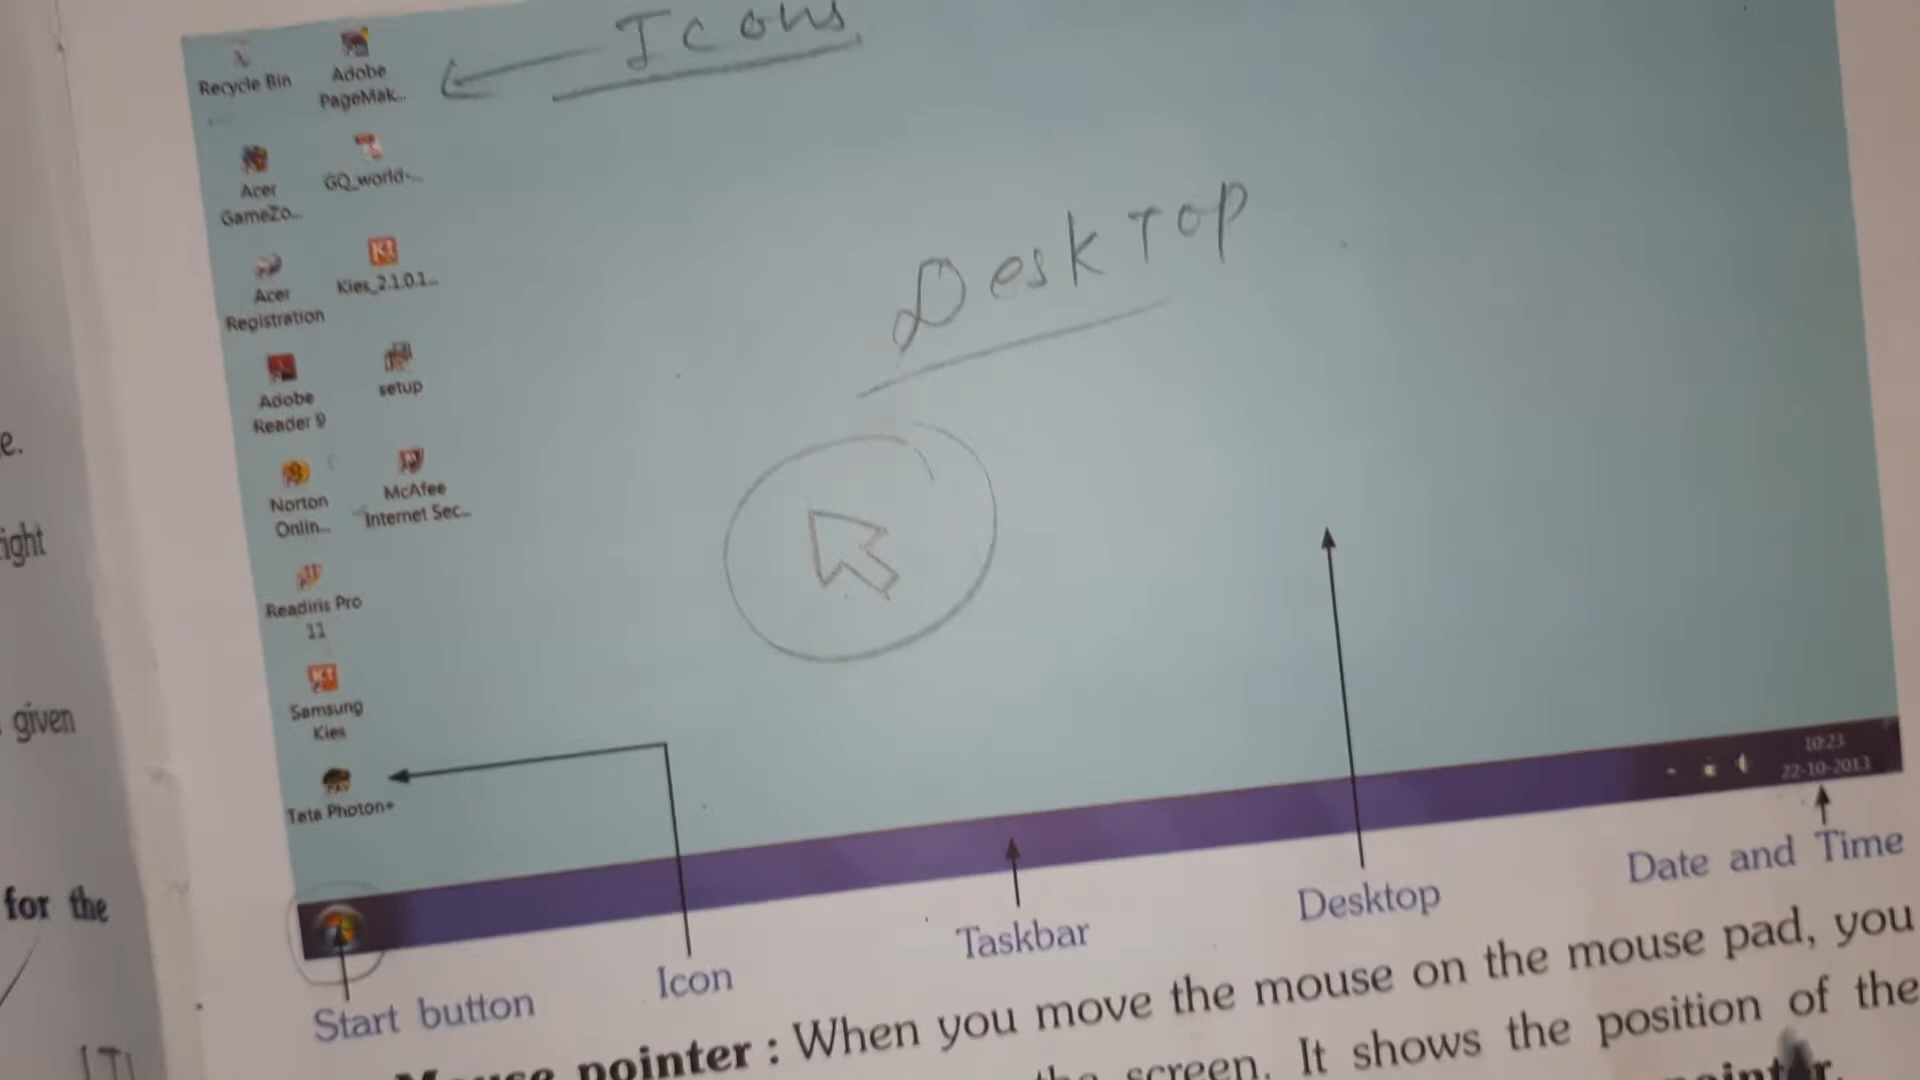 Icons
Recycle Bin
Adobe
PageMak...
Acer
GameZo...
GQ_world-...
Acer
Registration
Kies_2.1.0.1...
Adobe
Reader 9
setup
Norton
Onlin...
McAfee
Internet Sec...
Readiris Pro
11
Samsung
Kies
Tata Photon+
DeskTop
10:23
22-10-2013
Start button
Icon
Taskbar
Desktop
Date and Time
Mouse pointer : When you move the mouse on the mouse pad, you
the screen. It shows the position of the
pointer.
e.
given
for the